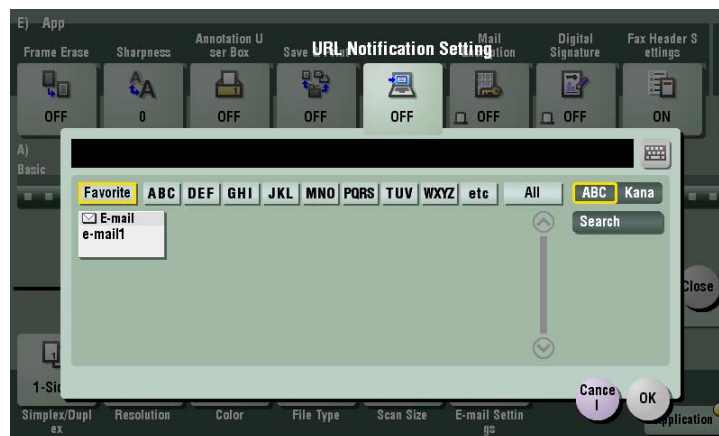 E) App
Frame Erase
Sharpness
Annotation U
ser Box
URL Notification Setting
Mail
Digital
Signature
Fax Header S
ettings
OFF
0
OFF
OFF
OFF
OFF
OFF
ON
A)
Basic
Favorite
ABC
DEF
GHI
JKL
MNO
PQRS
TUV
WXYZ
etc
All
ABC
Kana
E-mail
e-mail1
Search
Close
1-Si
Cance
l
OK
Simplex/Dupl
ex
Resolution
Color
File Type
Scan Size
E-mail Settin
gs
pplication